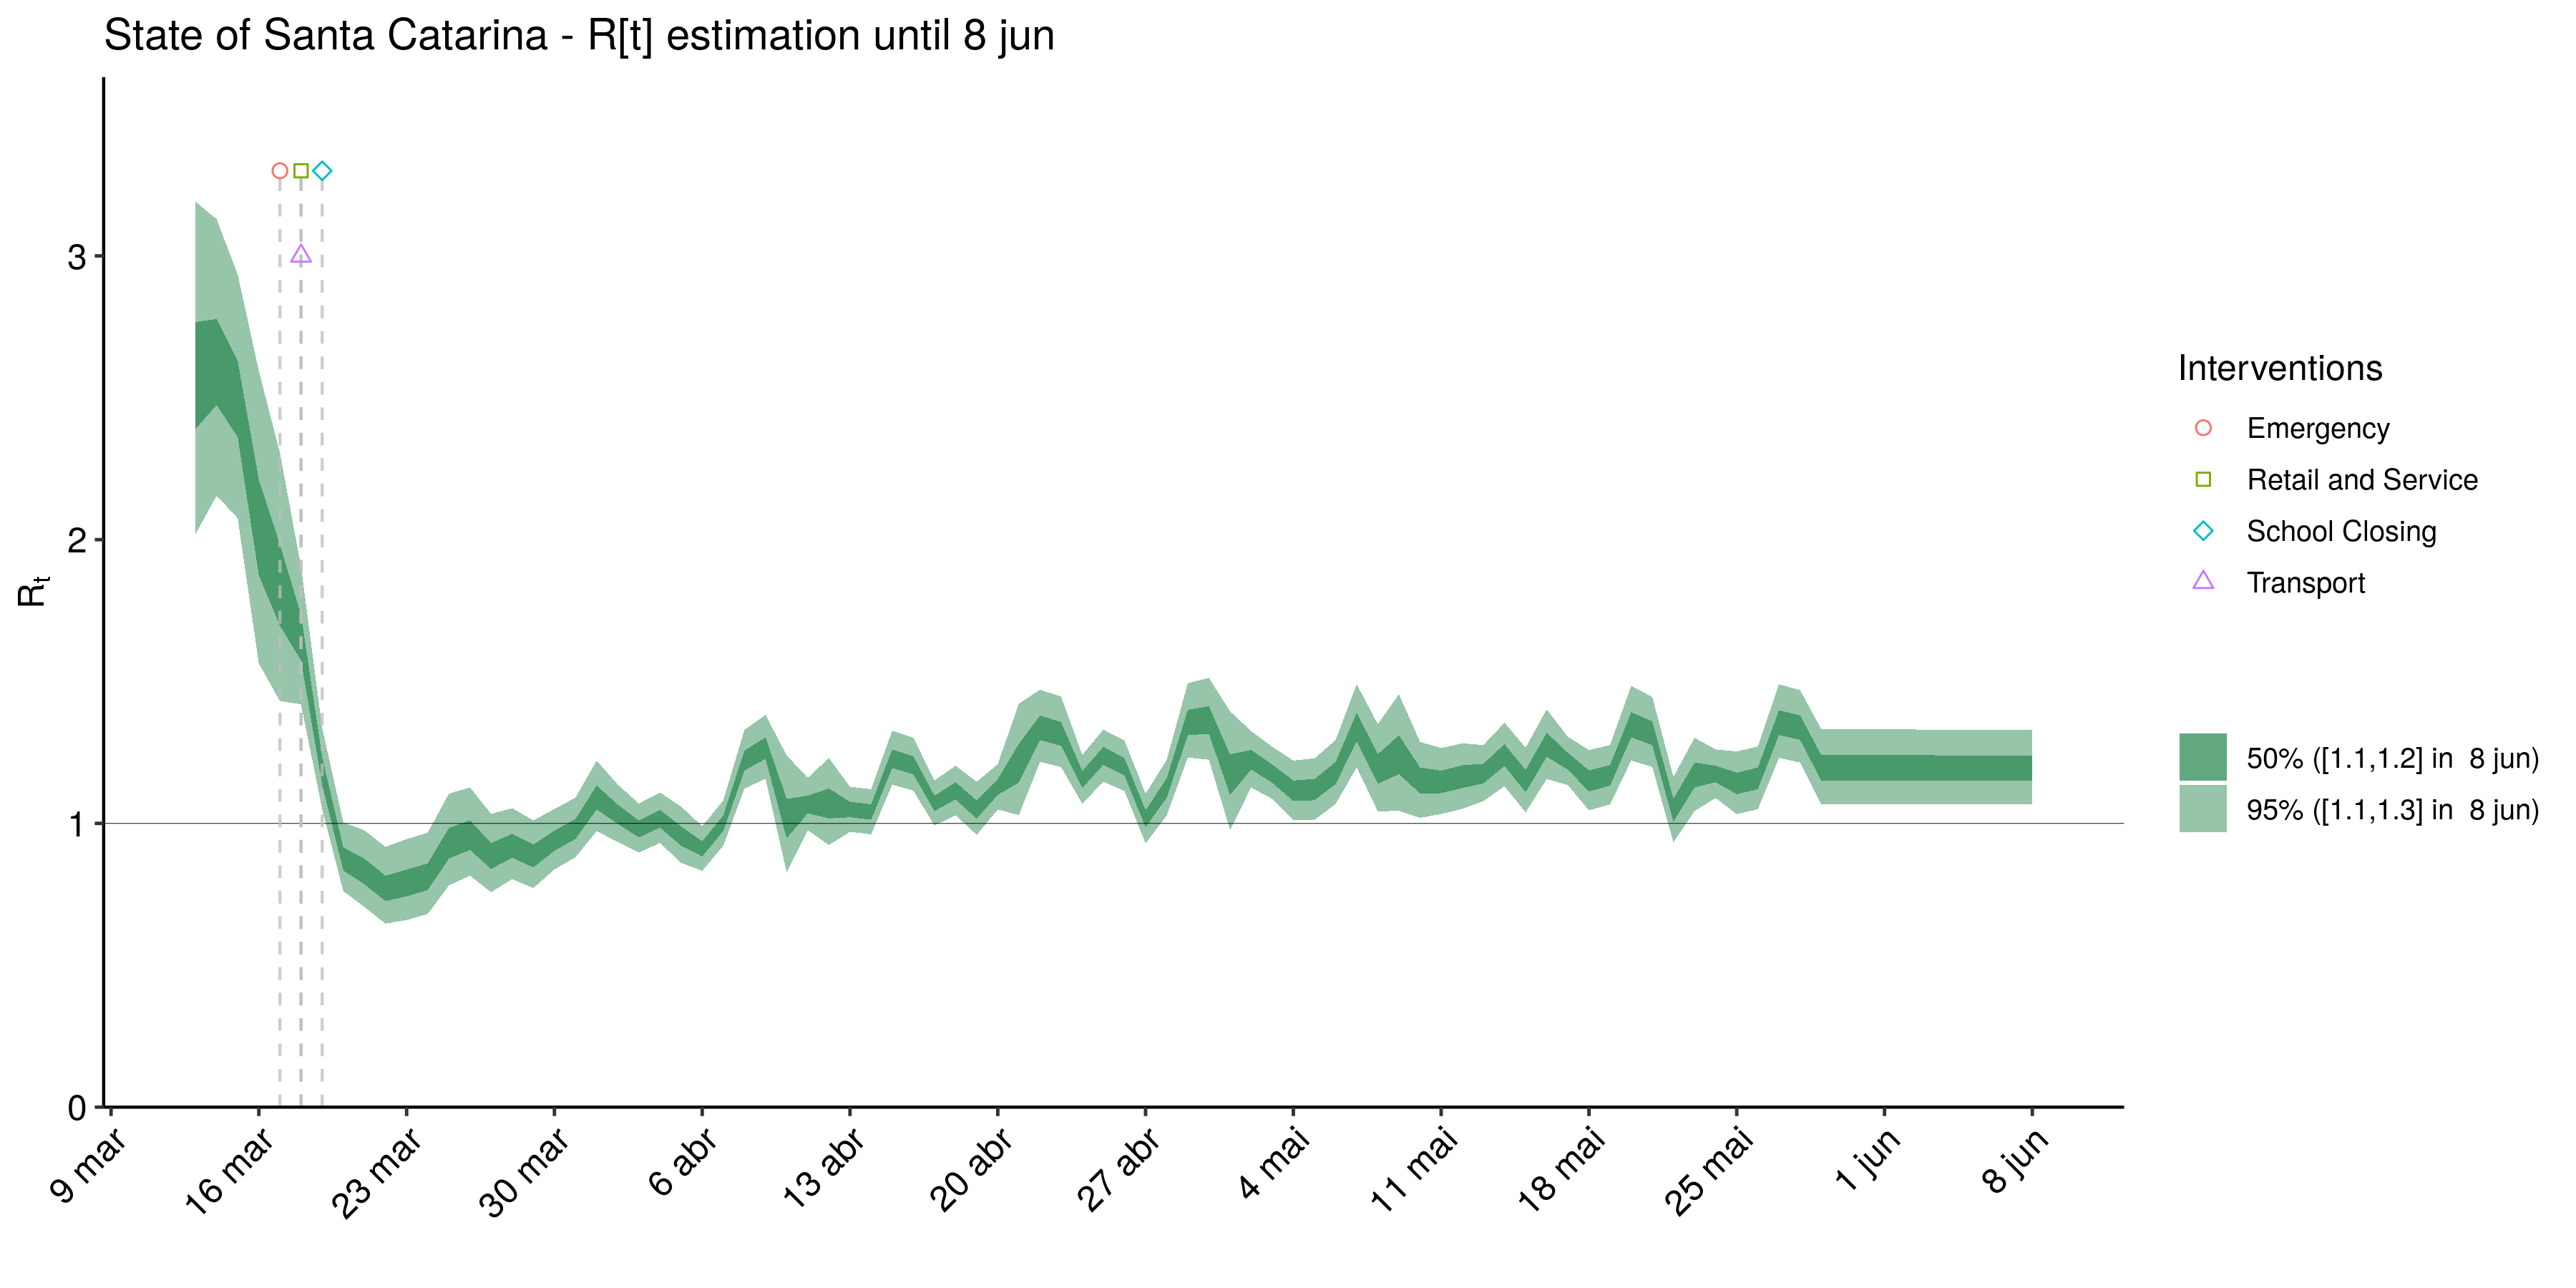 State of Santa Catarina - R[t] estimation until 8 jun
3
2
1
0
Rt
9 mar
16 mar
23 mar
30 mar
6 abr
13 abr
20 abr
27 abr
4 mai
11 mai
18 mai
25 mai
1 jun
8 jun
Interventions
Emergency
Retail and Service
School Closing
Transport
50% ([1.1,1.2] in  8 jun)
95% ([1.1,1.3] in  8 jun)